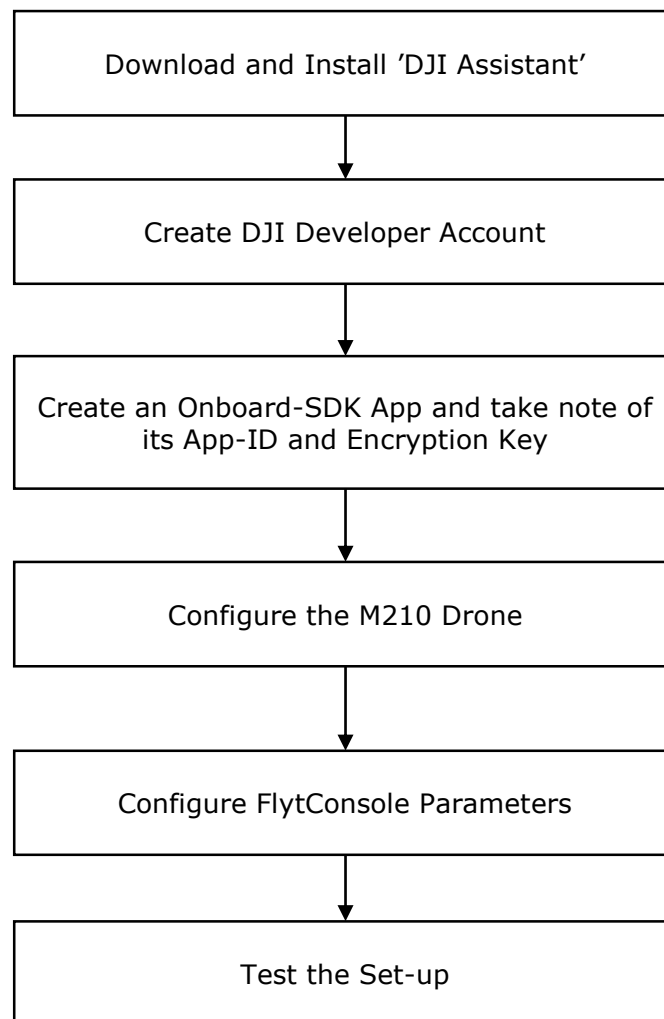 Download and Install ’DJI Assistant’
Create DJI Developer Account
Create an Onboard-SDK App and take note of
its App-ID and Encryption Key
Configure the M210 Drone
Configure FlytConsole Parameters
Test the Set-up